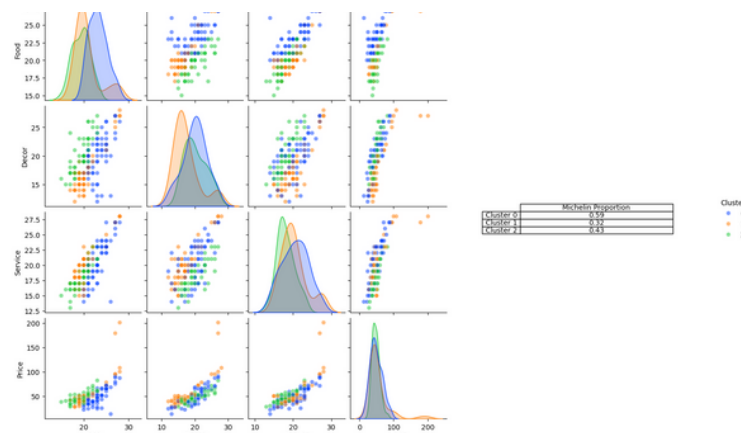 Food
25.0
22.5
20.0
17.5
15.0
Decor
25
20
15
Michelin Proportion
Cluster 0 0.59
Cluster 1 0.32
Cluster 2 0.43
Cluste
Service
27.5
25.0
22.5
20.0
17.5
15.0
12.5
Price
200
150
100
50
20 30 10 20 30 10 20 30 0 100 200